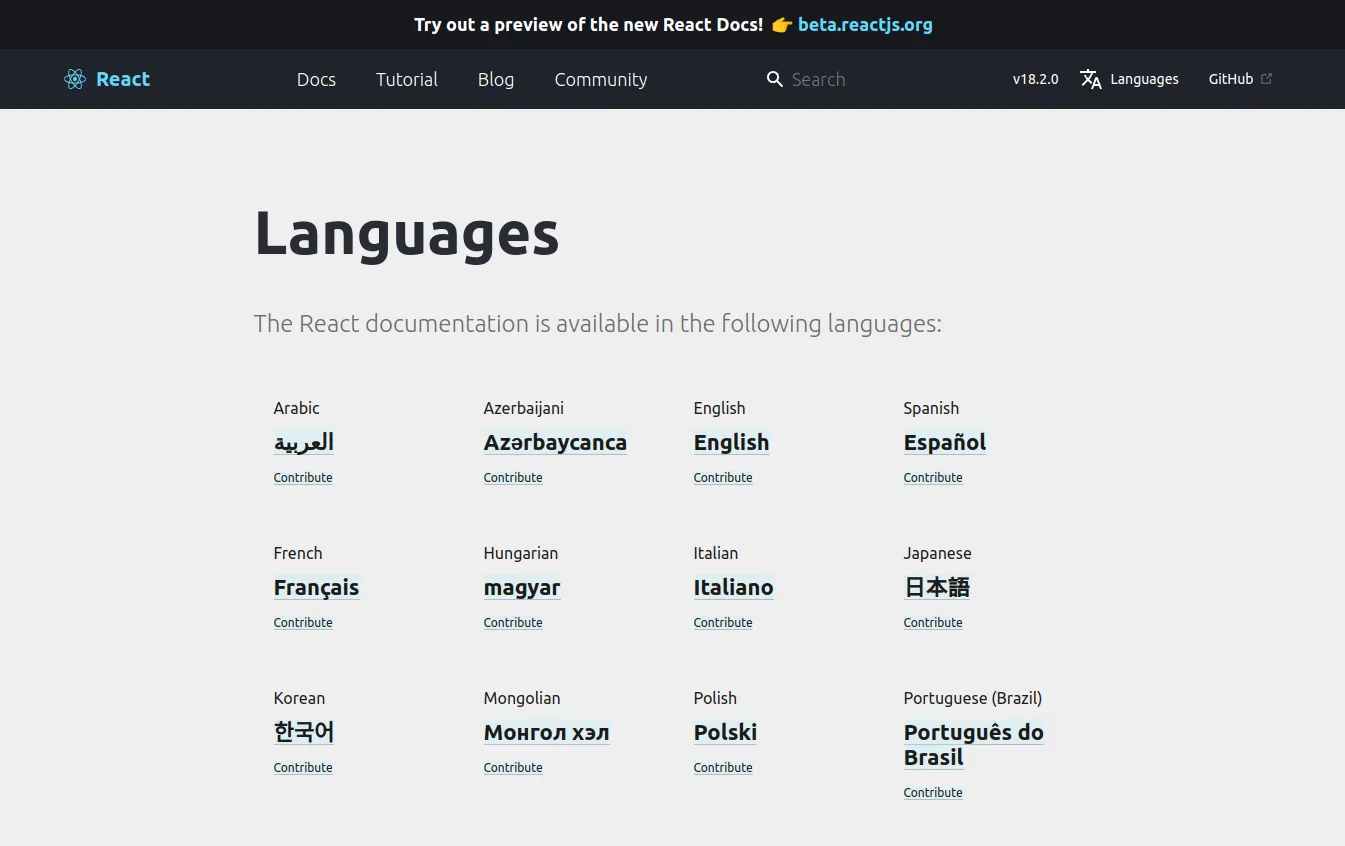 Try out a preview of the new React Docs! 👉 beta.reactjs.org
React Docs Tutorial Blog Community Search v18.2.0 Languages GitHub
Languages
The React documentation is available in the following languages:
Arabic Azerbaijani English Spanish
العربية Azərbaycanca English Español
Contribute Contribute Contribute Contribute
French Hungarian Italian Japanese
Français magyar Italiano 日本語
Contribute Contribute Contribute Contribute
Korean Mongolian Polish Portuguese (Brazil)
한국어 Монгол хэл Polski Português do
Brasil
Contribute Contribute Contribute
Contribute